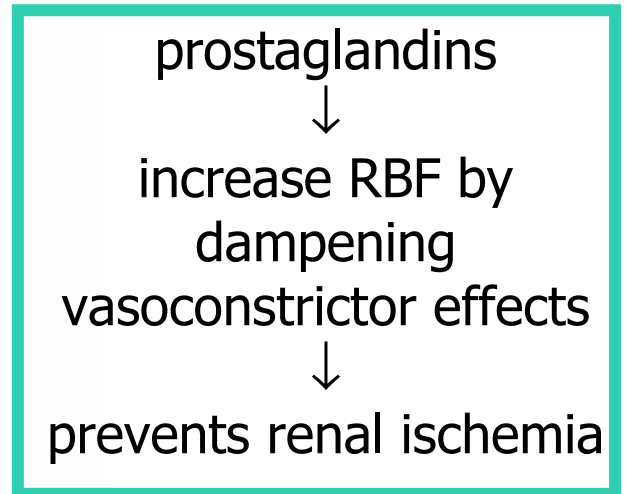 prostaglandins
↓
increase RBF by
dampening
vasoconstrictor effects
↓
prevents renal ischemia